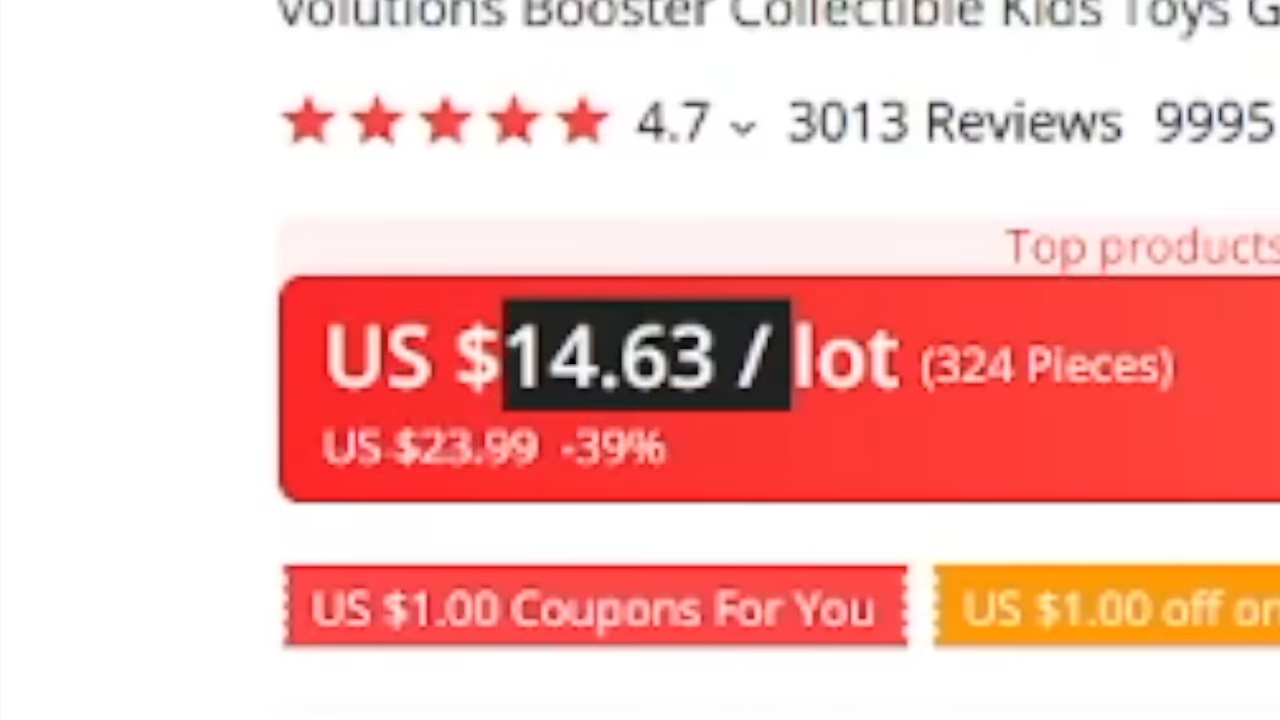 volutions Booster Collectible Kids Toys G
4.7 3013 Reviews 9995
Top products
US $14.63 / lot (324 Pieces)
US $23.99 -39%
US $1.00 Coupons For You US $1.00 off on